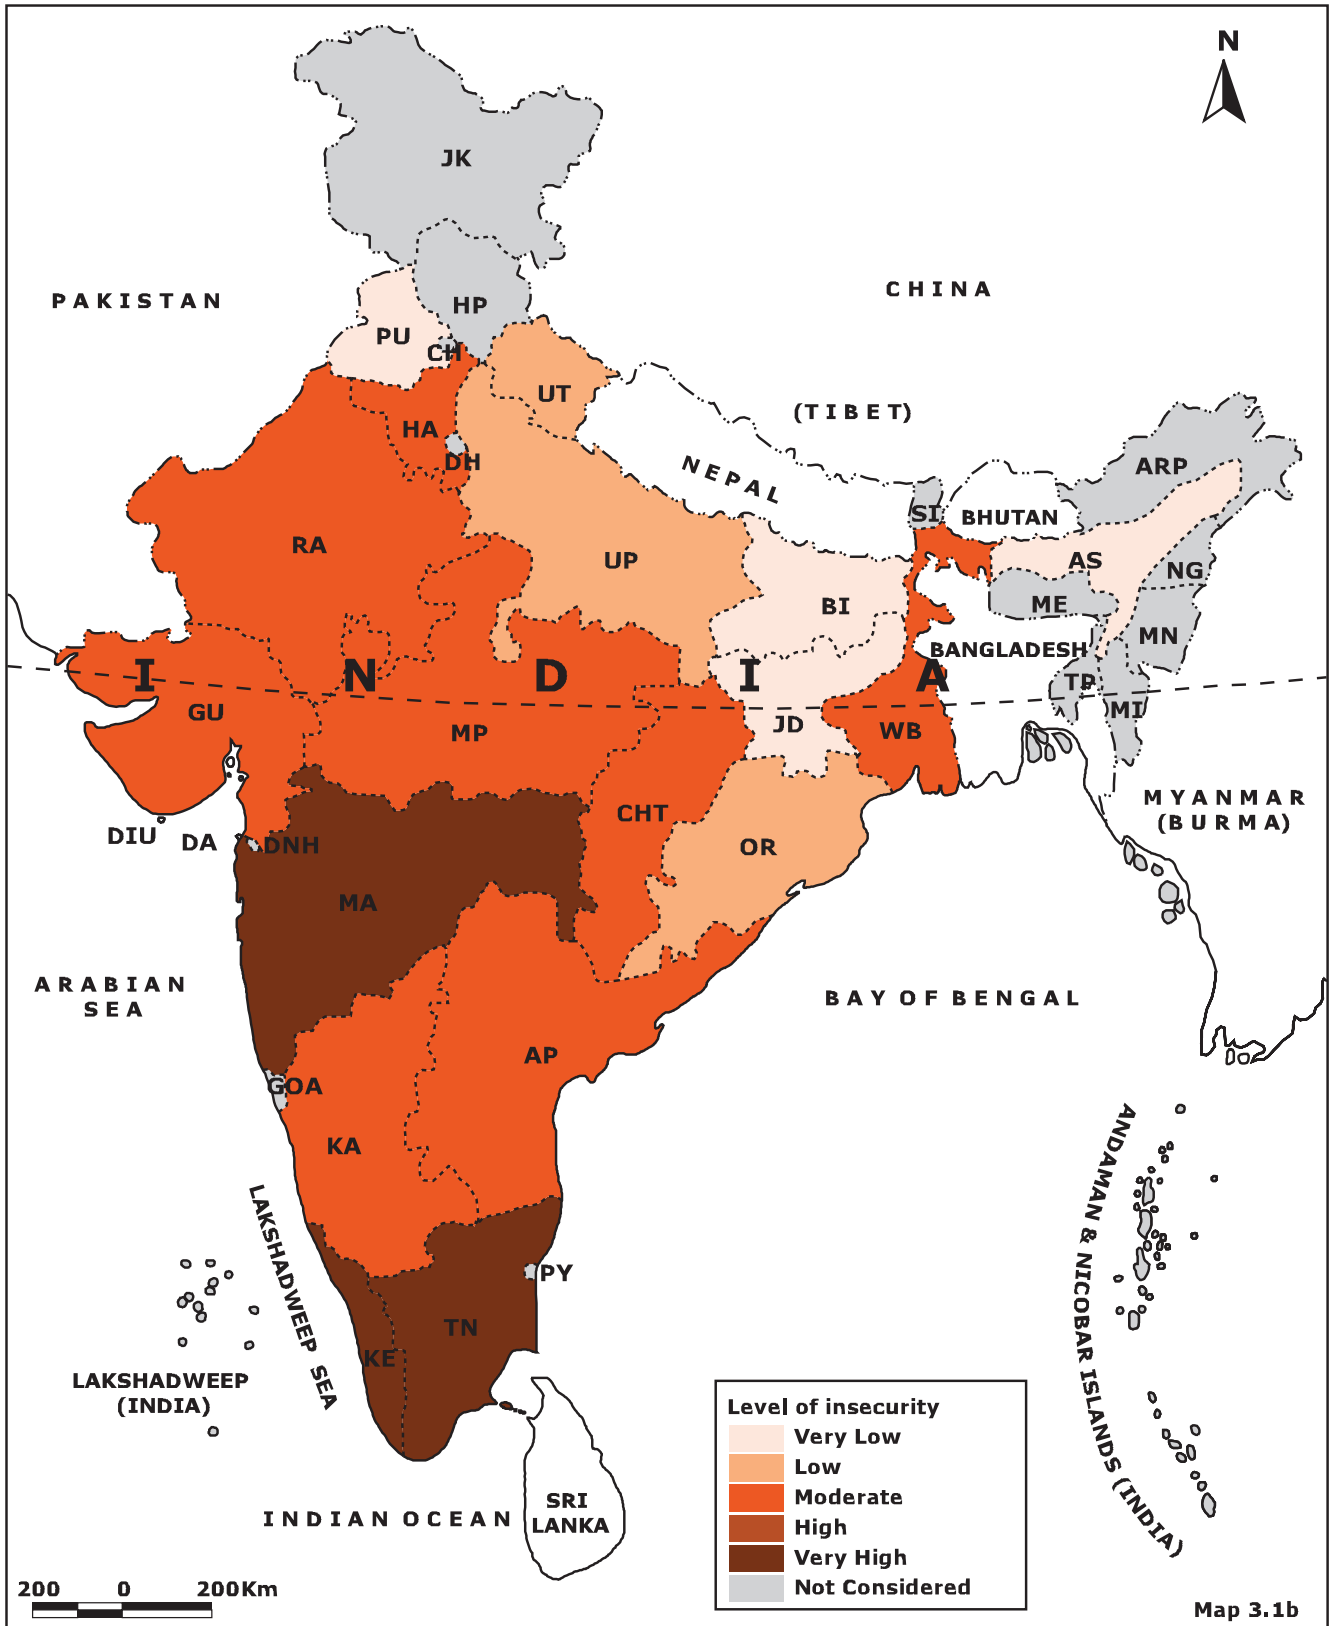 N
JK
PAKISTAN
HP
CHINA
PU
CH
UT
(TIBET)
HA
DH
NEPAL
ARP
SI
BHUTAN
RA
UP
AS
NG
BI
ME
MN
BANGLADESH
I N D I A
TP
MI
GU
MP
JD
WB
MYANMAR
(BURMA)
CHT
DIU
DA
DNH
OR
MA
ARABIAN
SEA
BAY OF BENGAL
AP
GOA
KA
ANDAMAN & NICOBAR ISLANDS (INDIA)
LAKSHADWEEP SEA
PY
TN
KE
LAKSHADWEEP
(INDIA)
Level of insecurity
Very Low
Low
Moderate
High
Very High
Not Considered
SRI
LANKA
INDIAN OCEAN
200 0 200Km
Map 3.1b